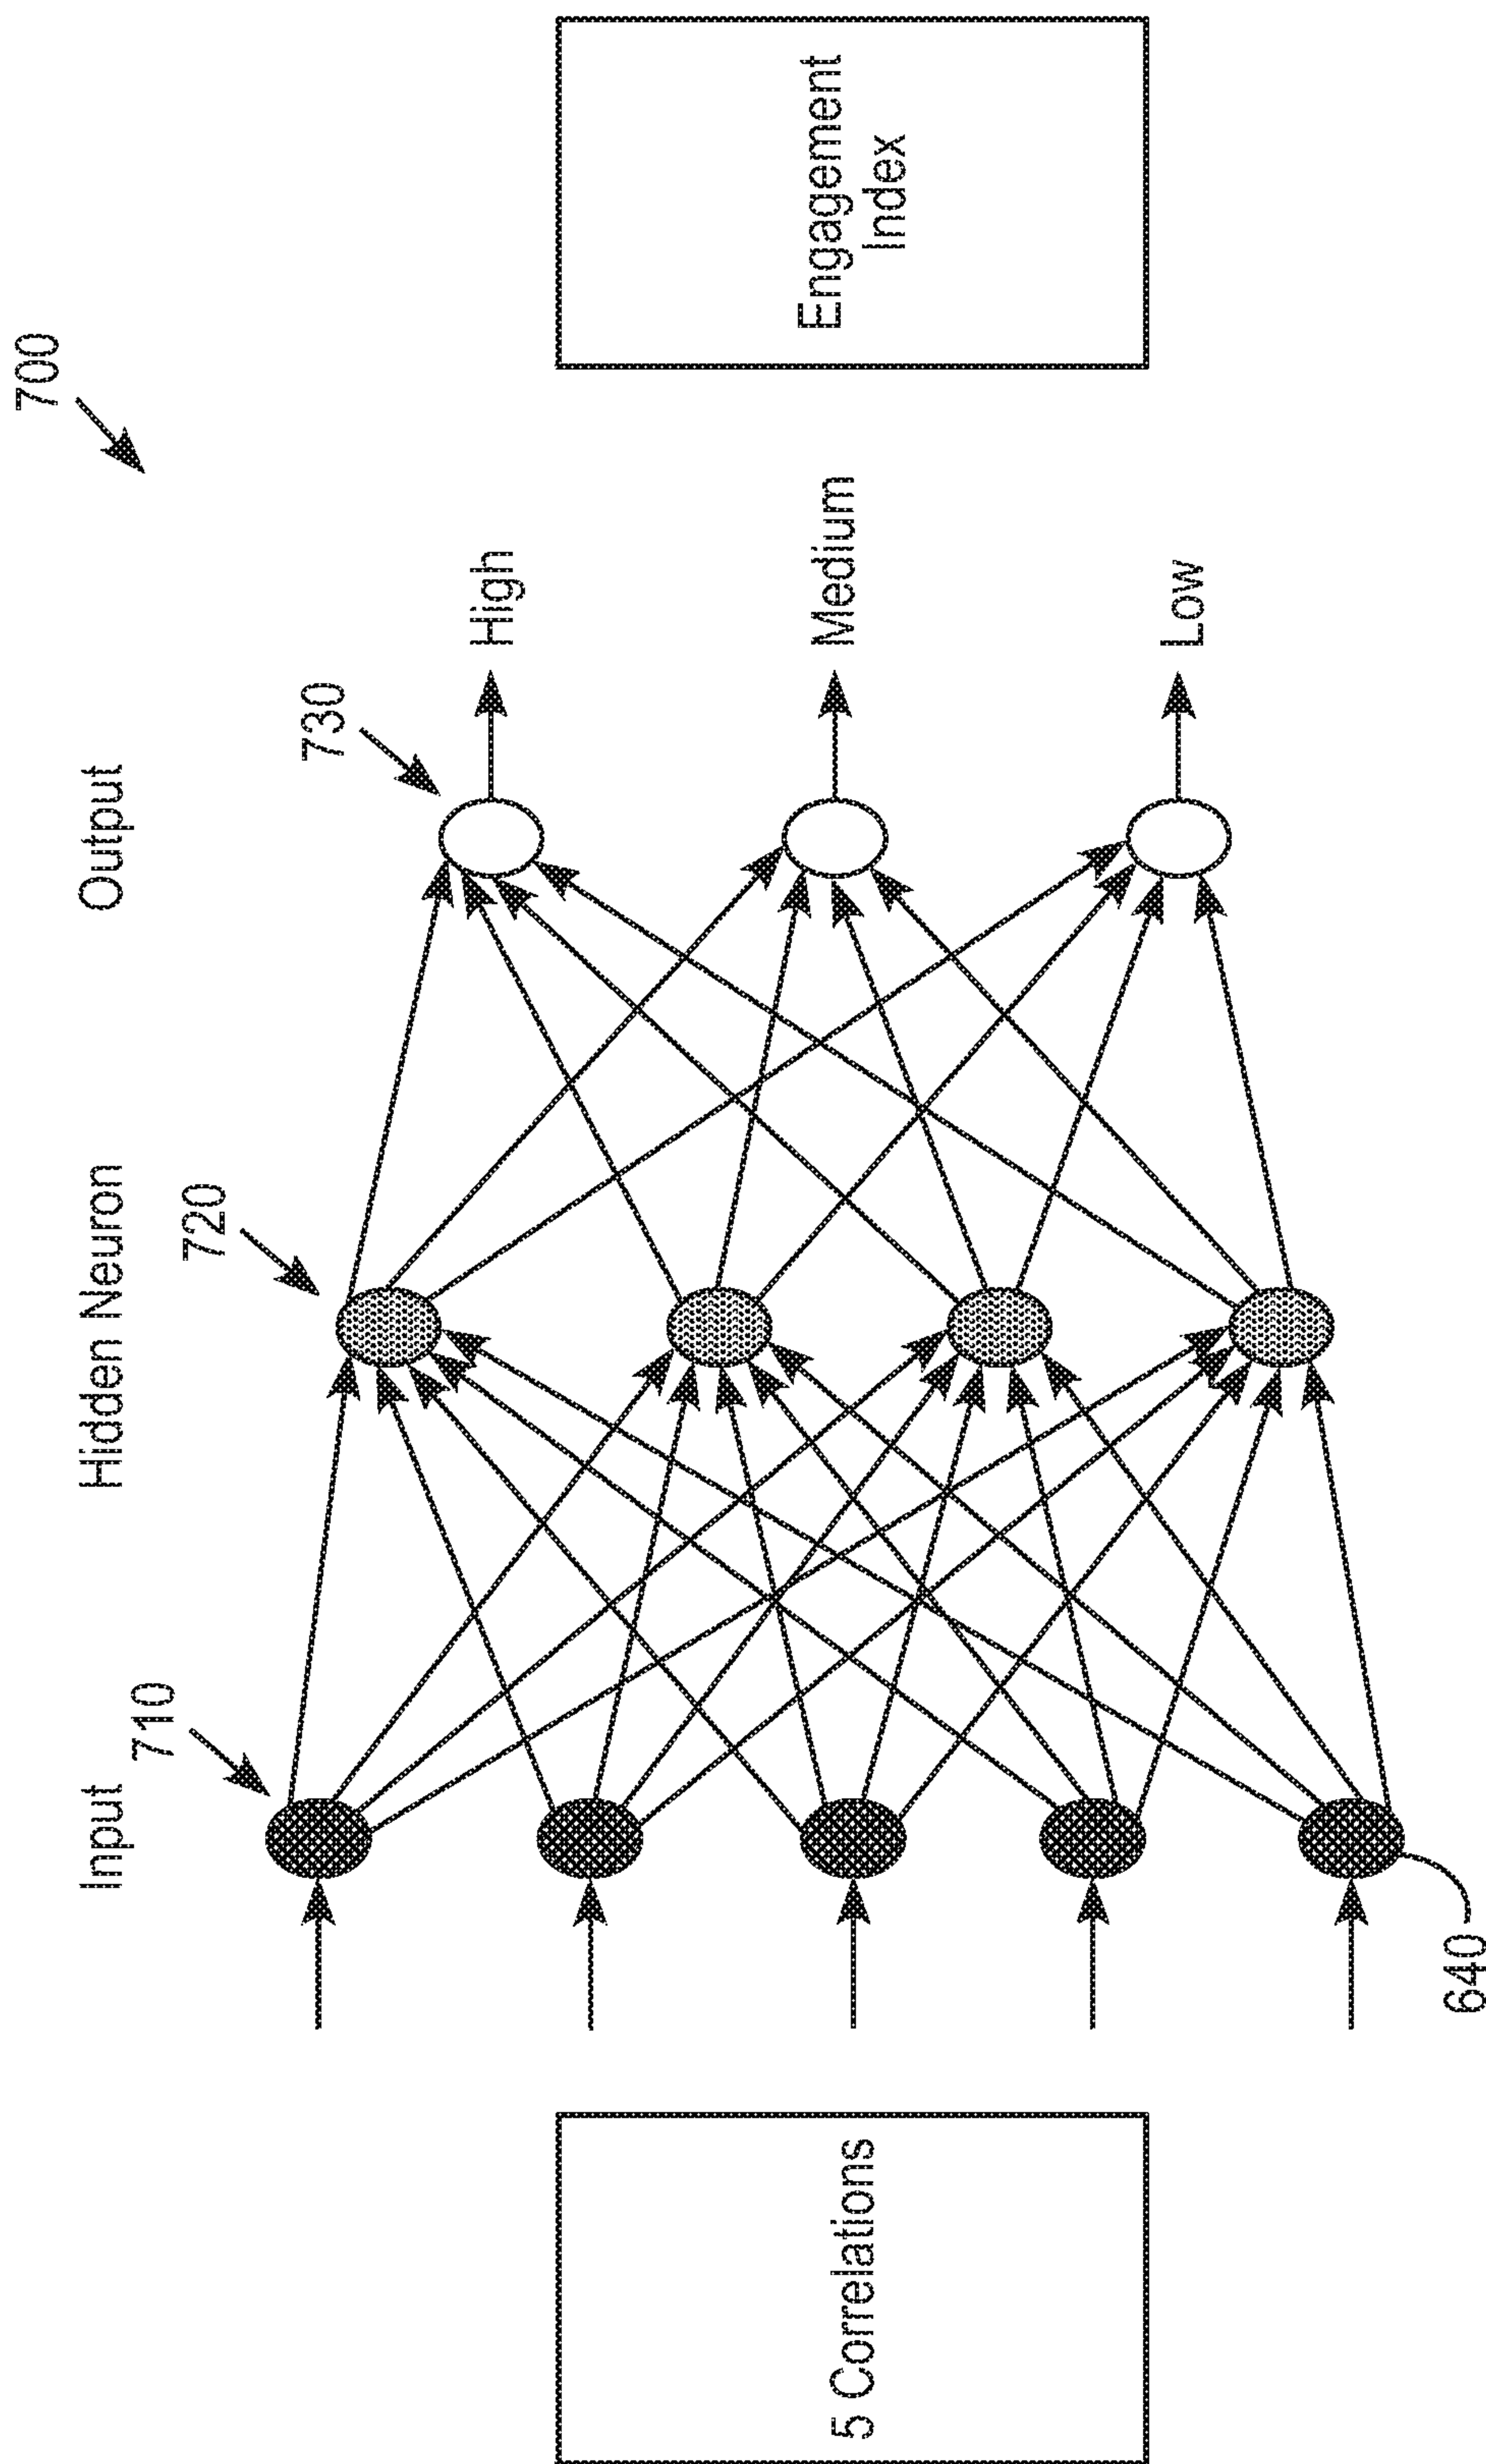 700
Input
Hidden Neuron
Output
710
720
730
5 Correlations
High
Medium
Low
Engagement
Index
640